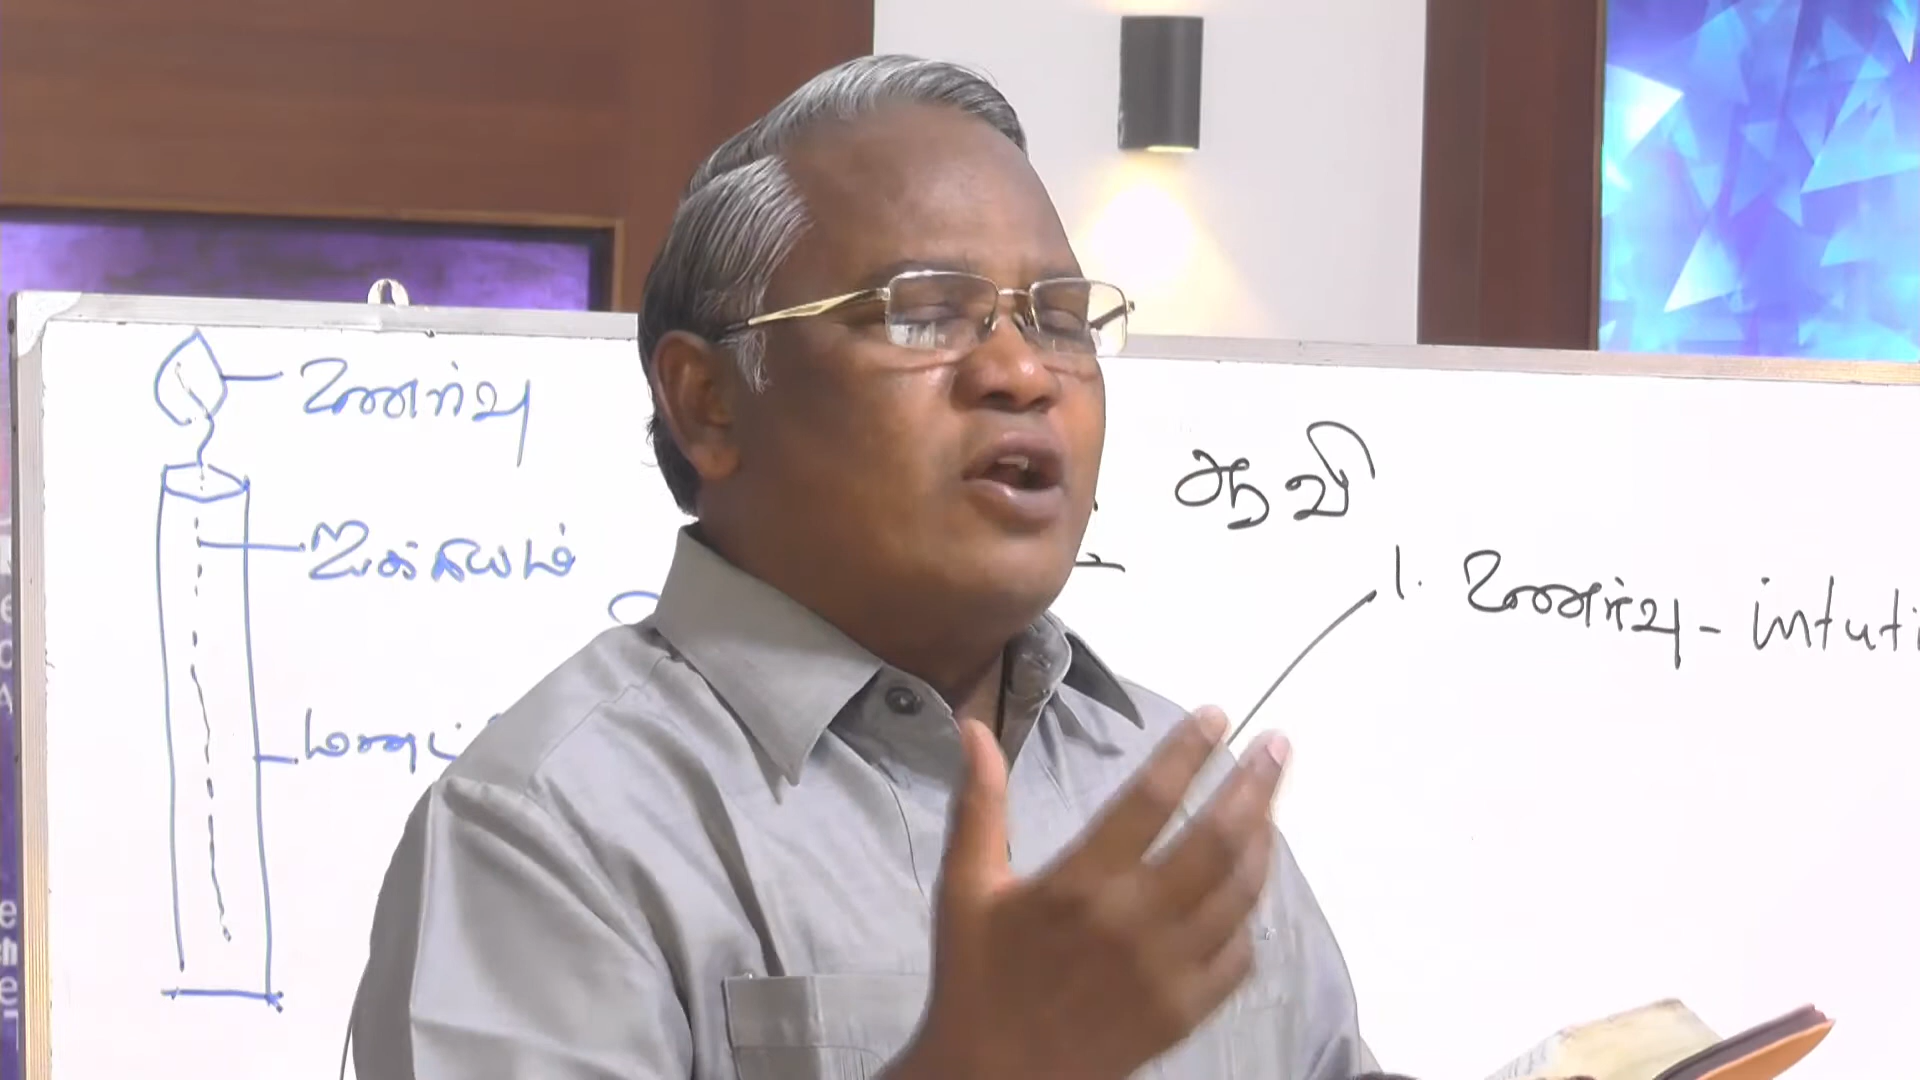 உணர்வு
ஐக்கியம்
ஆவி
1. உணர்வு - intuti